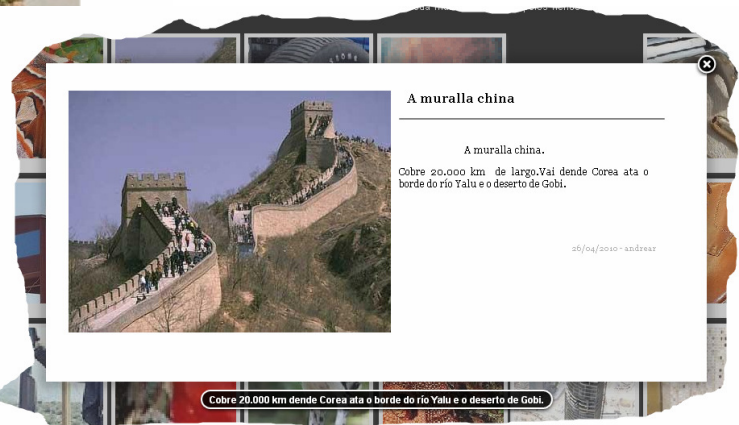 A muralla china
A muralla china.
Cobre 20.000 km de largo.Vai dende Corea ata o
borde do río Yalu e o deserto de Gobi.
26/04/2010 - andrear
Cobre 20.000 km dende Corea ata o borde do río Yalu e o deserto de Gobi.